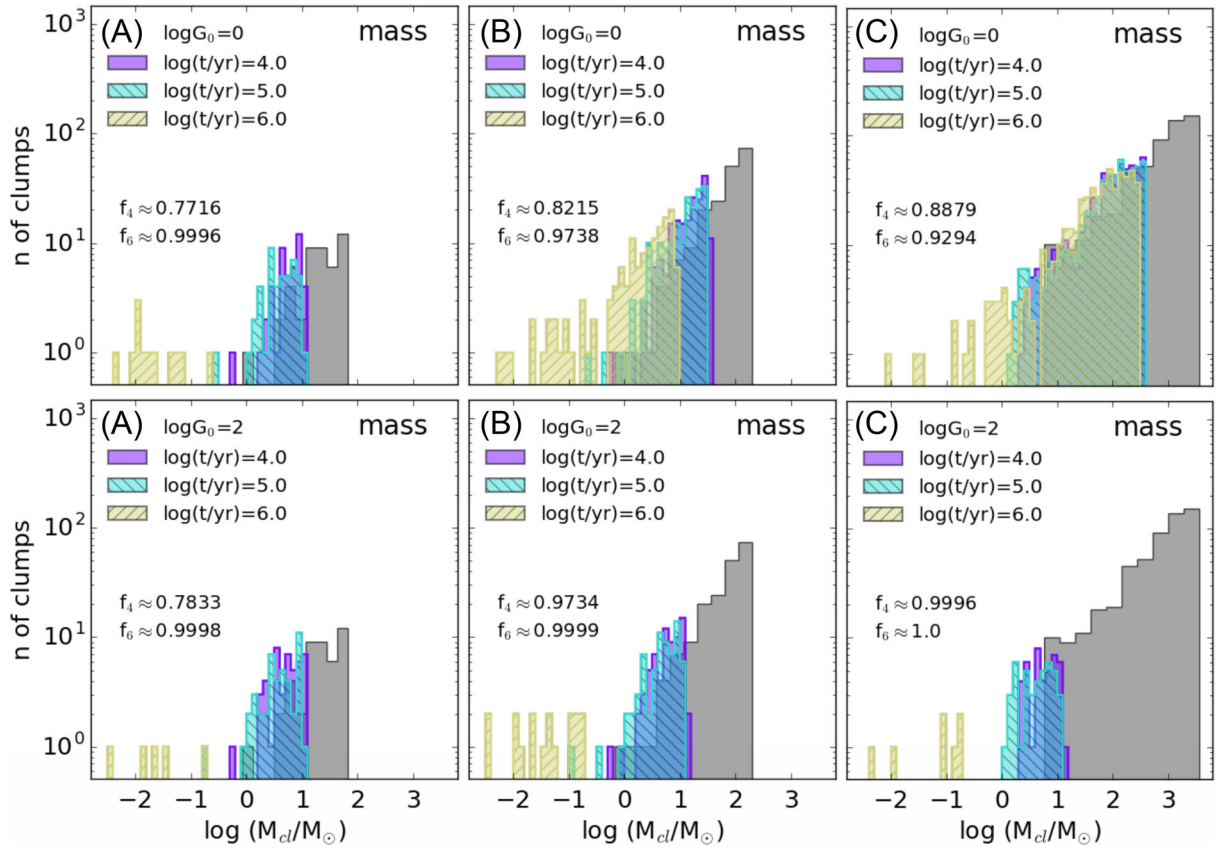 (A) logG₀=0 mass
log(t/yr)=4.0
log(t/yr)=5.0
log(t/yr)=6.0
f₄≈0.7716
f₆≈0.9996
(B) logG₀=0 mass
log(t/yr)=4.0
log(t/yr)=5.0
log(t/yr)=6.0
f₄≈0.8215
f₆≈0.9738
(C) logG₀=0 mass
log(t/yr)=4.0
log(t/yr)=5.0
log(t/yr)=6.0
f₄≈0.8879
f₆≈0.9294
n of clumps
10³
10²
10¹
10⁰
(A) logG₀=2 mass
log(t/yr)=4.0
log(t/yr)=5.0
log(t/yr)=6.0
f₄≈0.7833
f₆≈0.9998
(B) logG₀=2 mass
log(t/yr)=4.0
log(t/yr)=5.0
log(t/yr)=6.0
f₄≈0.9734
f₆≈0.9999
(C) logG₀=2 mass
log(t/yr)=4.0
log(t/yr)=5.0
log(t/yr)=6.0
f₄≈0.9996
f₆≈1.0
n of clumps
10³
10²
10¹
10⁰
−2 −1 0 1 2 3
−2 −1 0 1 2 3
−2 −1 0 1 2 3
log (M_cl/M_⊙)
log (M_cl/M_⊙)
log (M_cl/M_⊙)